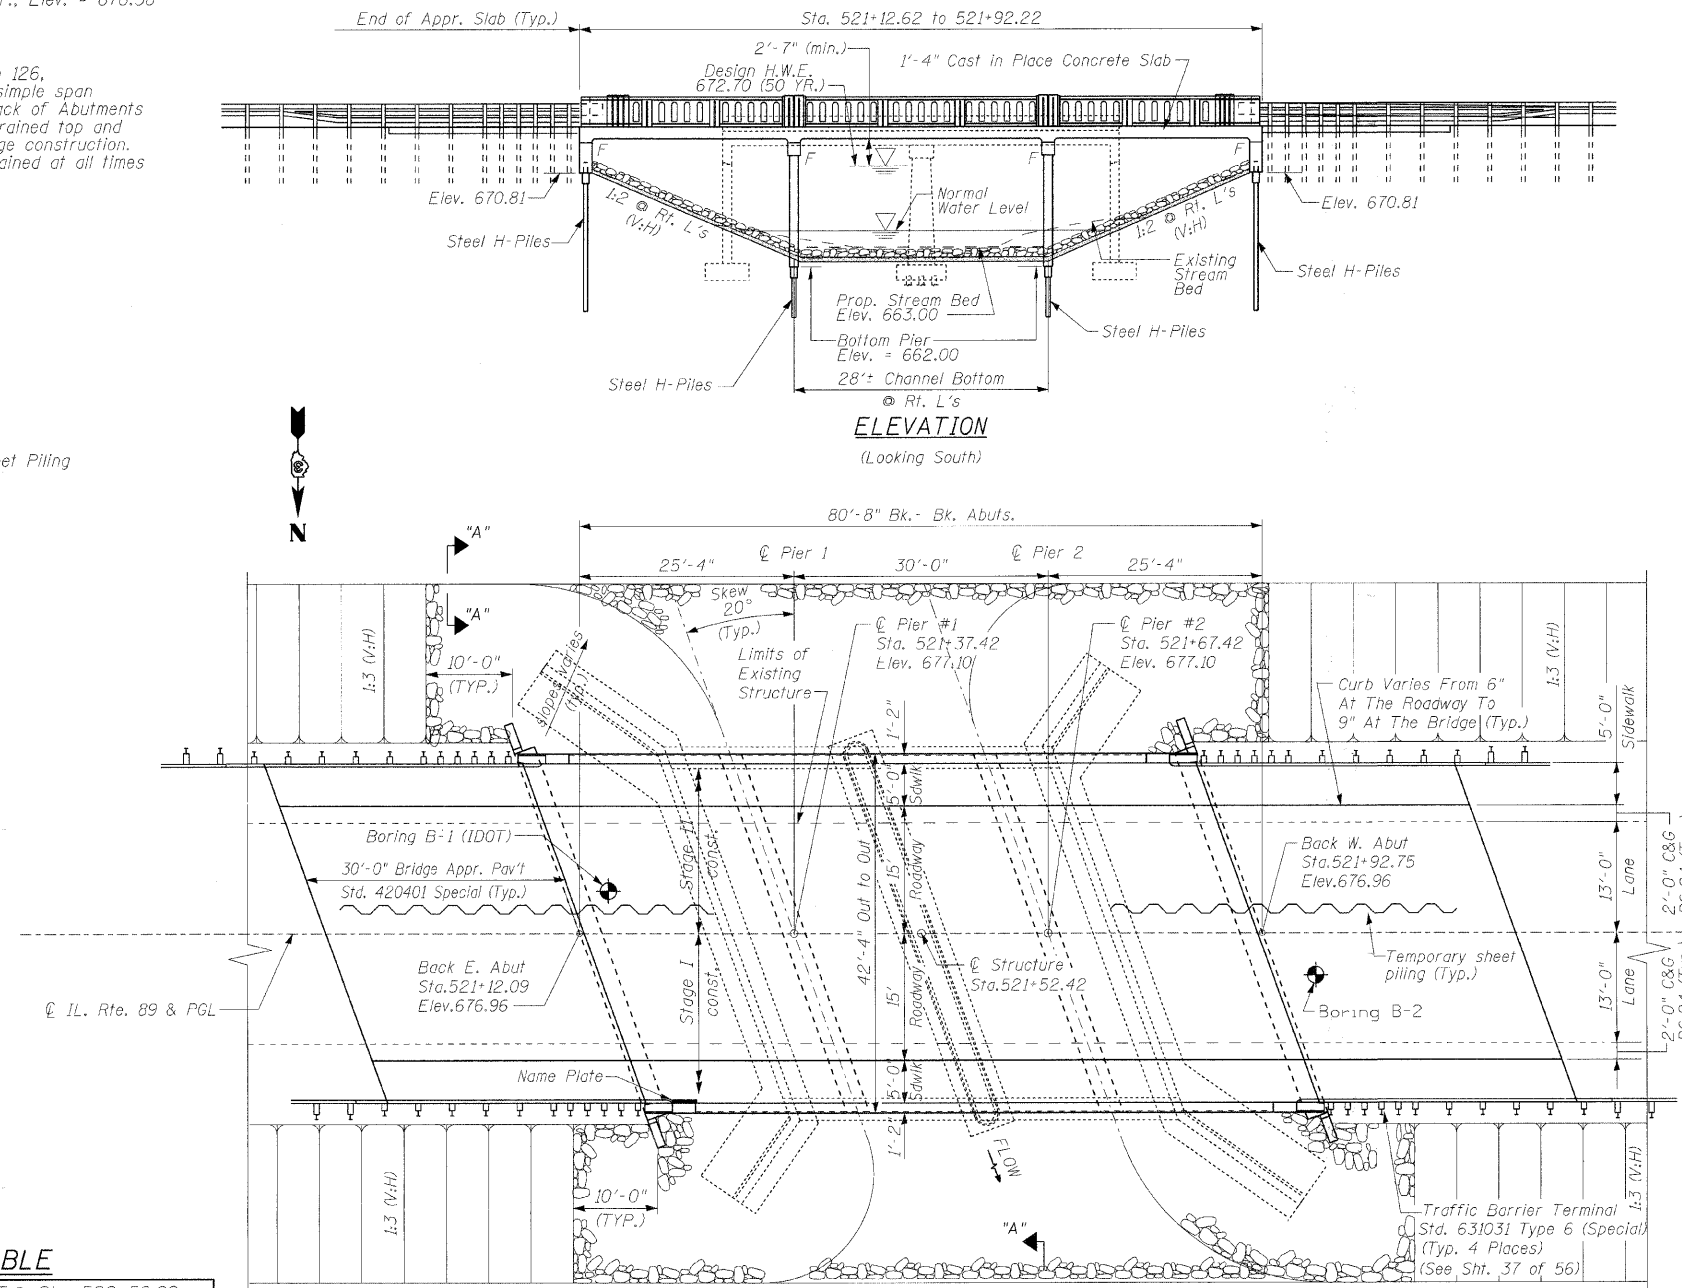 Elev. = 676.96
End of Appr. Slab (Typ.)
Sta. 521+12.62 to 521+92.22
126,
simple span
ack of Abutments
rained top and
ge construction.
ained at all times
2'-7" (min.)
Design H.W.E.
672.70 (50 YR.)
1'-4" Cast in Place Concrete Slab
F
F
F
F
Elev. 670.81
1:2 @ Rt. L's
(V:H)
Normal
Water Level
1:2 @ Rt. L's
(V:H)
Elev. 670.81
Steel H-Piles
Existing
Stream
Bed
Steel H-Piles
Prop. Stream Bed
Elev. 663.00
Steel H-Piles
Bottom Pier
Elev. = 662.00
Steel H-Piles
28'± Channel Bottom
@ Rt. L's
ELEVATION
(Looking South)
et Piling
N
80'-8" Bk.- Bk. Abuts.
"A"
℄ Pier 1
℄ Pier 2
25'-4"
30'-0"
25'-4"
"A"
Skew
20°
(Typ.)
℄ Pier #1
Sta. 521+37.42
Elev. 677.10
℄ Pier #2
Sta. 521+67.42
Elev. 677.10
Limits of
Existing
Structure
1:3 (V:H)
10'-0"
(TYP.)
slopes varies
(typ.)
Curb Varies From 6"
At The Roadway To
9" At The Bridge (Typ.)
1:3 (V:H)
5'-0"
Sidewalk
1'-2"
5'-0"
Sdwlk
Boring B-1 (IDOT)
30'-0" Bridge Appr. Pav't
Std. 420401 Special (Typ.)
Stage II
const.
42'-4" Out to Out
15'
Roadway
Back W. Abut
Sta.521+92.75
Elev.676.96
13'-0"
Lane
2'-0" C&G
Back E. Abut
Sta.521+12.09
Elev.676.96
Stage I
const.
15'
Roadway
℄ Structure
Sta.521+52.42
Temporary sheet
piling (Typ.)
℄ IL. Rte. 89 & PGL
Boring B-2
13'-0"
Lane
2'-0" C&G
Name Plate
5'-0"
Sdwlk
1'-2"
FLOW
1:3 (V:H)
10'-0"
(TYP.)
"A"
1:3 (V:H)
Traffic Barrier Terminal
Std. 631031 Type 6 (Special)
(Typ. 4 Places)
(See Sht. 37 of 56)
BLE